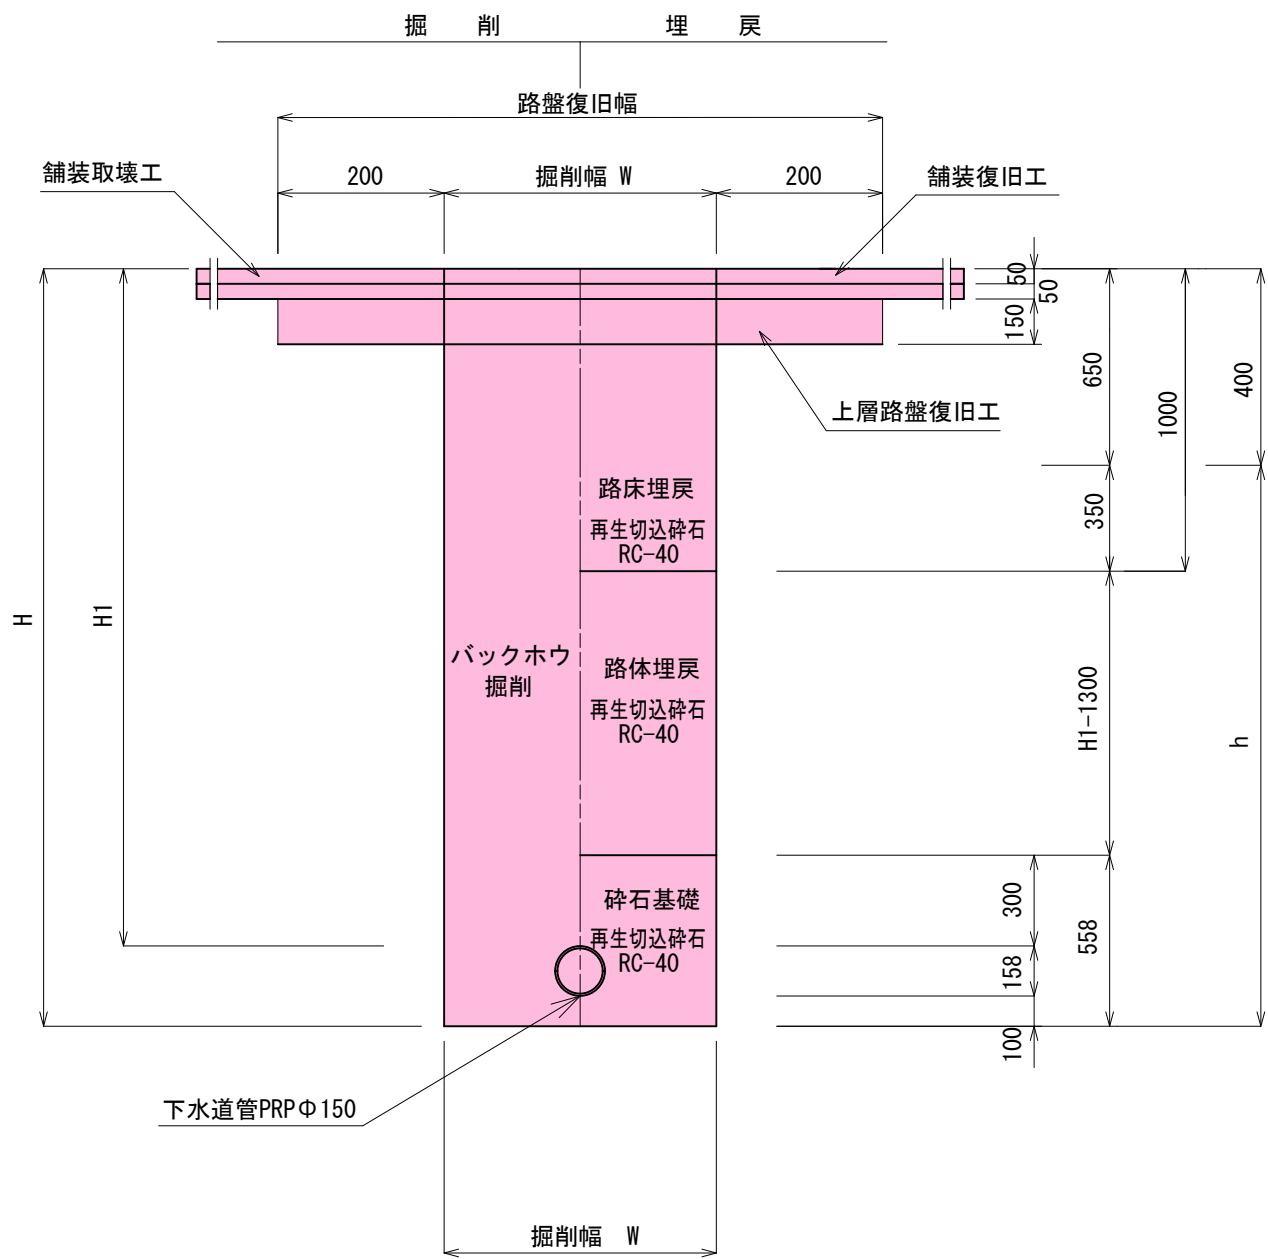 掘 削 埋 戻
路盤復旧幅
舗装取壊工
200 掘削幅 W 200
舗装復旧工
50
50
150
650
400
1000
上層路盤復旧工
路床埋戻
再生切込砕石
RC-40
350
H
H1
バックホウ
掘削
路体埋戻
再生切込砕石
RC-40
H1-1300
h
砕石基礎
再生切込砕石
RC-40
300
558
158
100
下水道管PRPΦ150
掘削幅 W